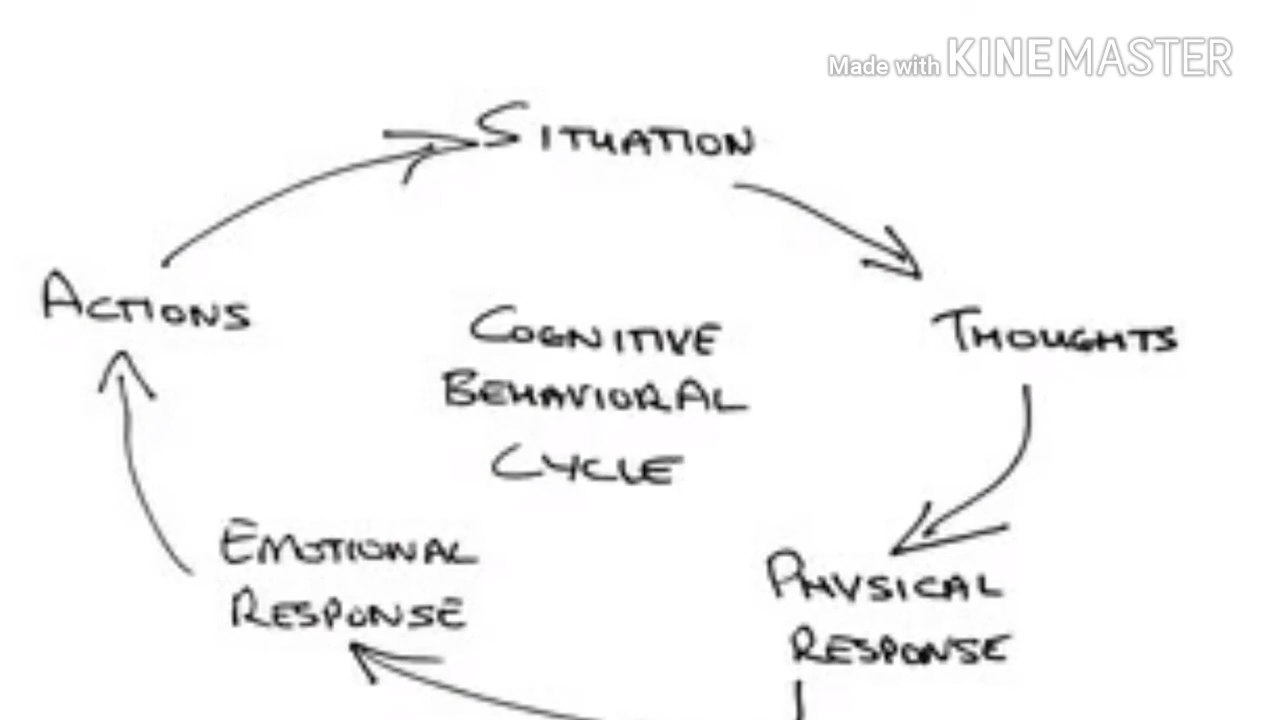 Made with KINEMASTER
SITUATION
ACTIONS
THOUGHTS
COGNITIVE
BEHAVIORAL
CYCLE
EMOTIONAL
RESPONSE
PHYSICAL
RESPONSE